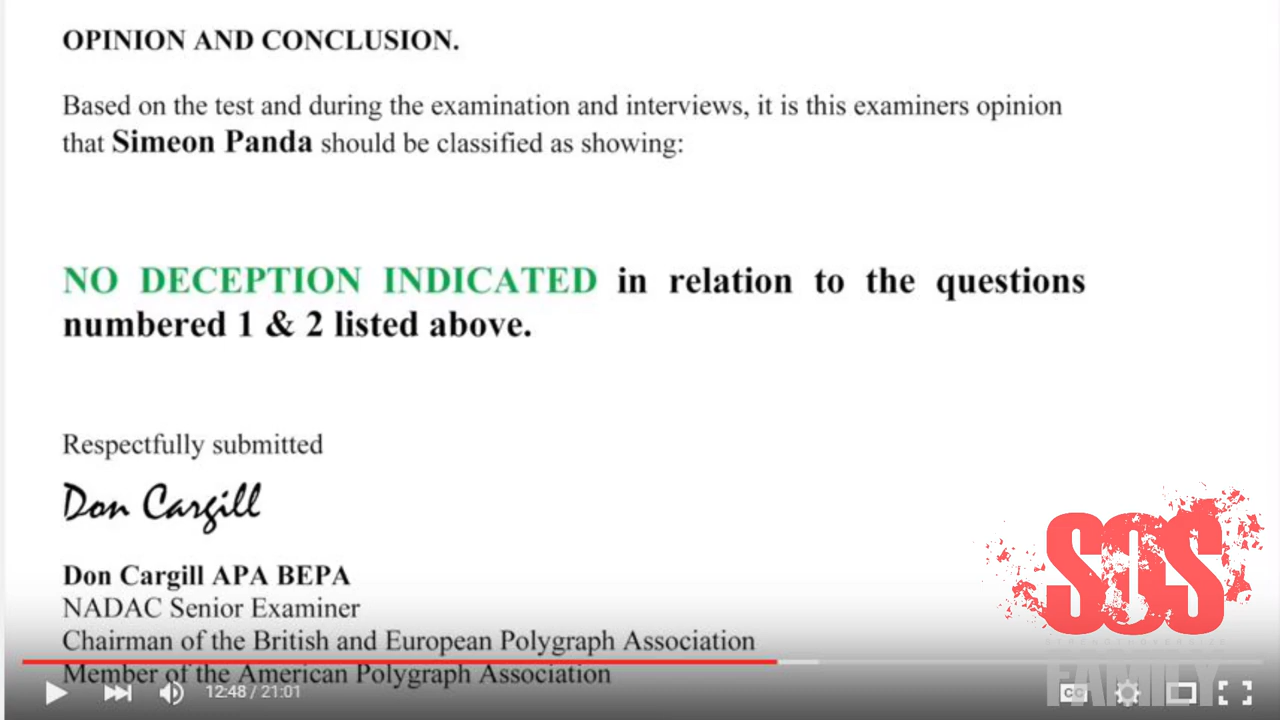 OPINION AND CONCLUSION.
Based on the test and during the examination and interviews, it is this examiners opinion
that Simeon Panda should be classified as showing:
NO DECEPTION INDICATED in relation to the questions
numbered 1 & 2 listed above.
Respectfully submitted
Don Cargill
Don Cargill APA BEPA
NADAC Senior Examiner
Chairman of the British and European Polygraph Association
Member of the American Polygraph Association
12:48 / 21:01
CC
SOS
FAMILY